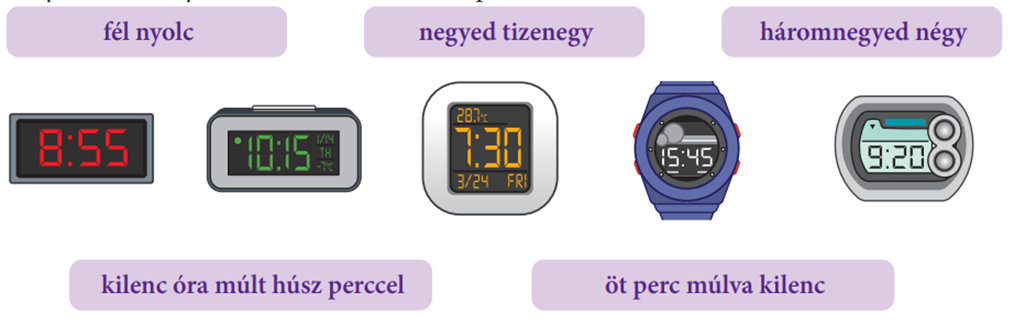 fél nyolc
negyed tizenegy
háromnegyed négy
8:55
10:15
1/14
TH
-7°C
28.7°C
7:30
3/24 FRI
15:45
9:20
kilenc óra múlt húsz perccel
öt perc múlva kilenc